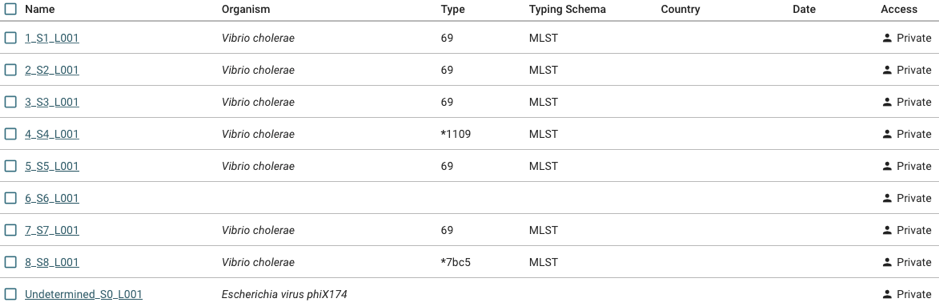 Name Organism Type Typing Schema Country Date Access
1_S1_L001 Vibrio cholerae 69 MLST Private
2_S2_L001 Vibrio cholerae 69 MLST Private
3_S3_L001 Vibrio cholerae 69 MLST Private
4_S4_L001 Vibrio cholerae *1109 MLST Private
5_S5_L001 Vibrio cholerae 69 MLST Private
6_S6_L001 Private
7_S7_L001 Vibrio cholerae 69 MLST Private
8_S8_L001 Vibrio cholerae *7bc5 MLST Private
Undetermined_S0_L001 Escherichia virus phiX174 Private